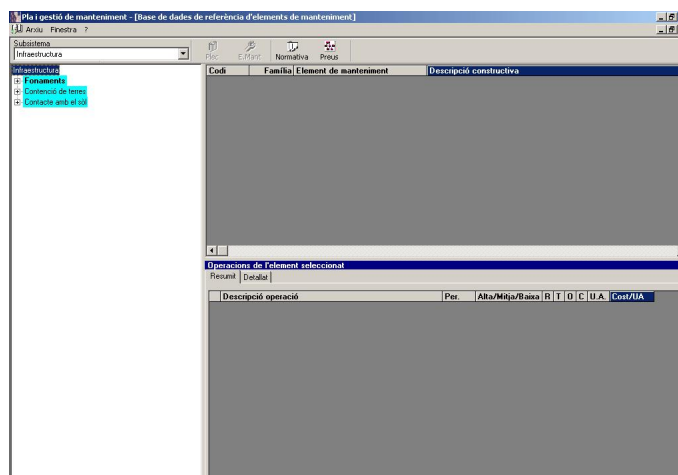 Pla i gestió de manteniment - [Base de dades de referència d'elements de manteniment]
Arxiu Finestra ?
Subsistema
Infraestructura
Plec E.Mant. Normativa Preus
Infraestructura
Fonaments
Contenció de terres
Contacte amb el sòl
Codi Família Element de manteniment Descripció constructiva
Operacions de l'element seleccionat
Resumit Detallat
Descripció operació Per. Alta/Mitja/Baixa R T O C U.A. Cost/UA